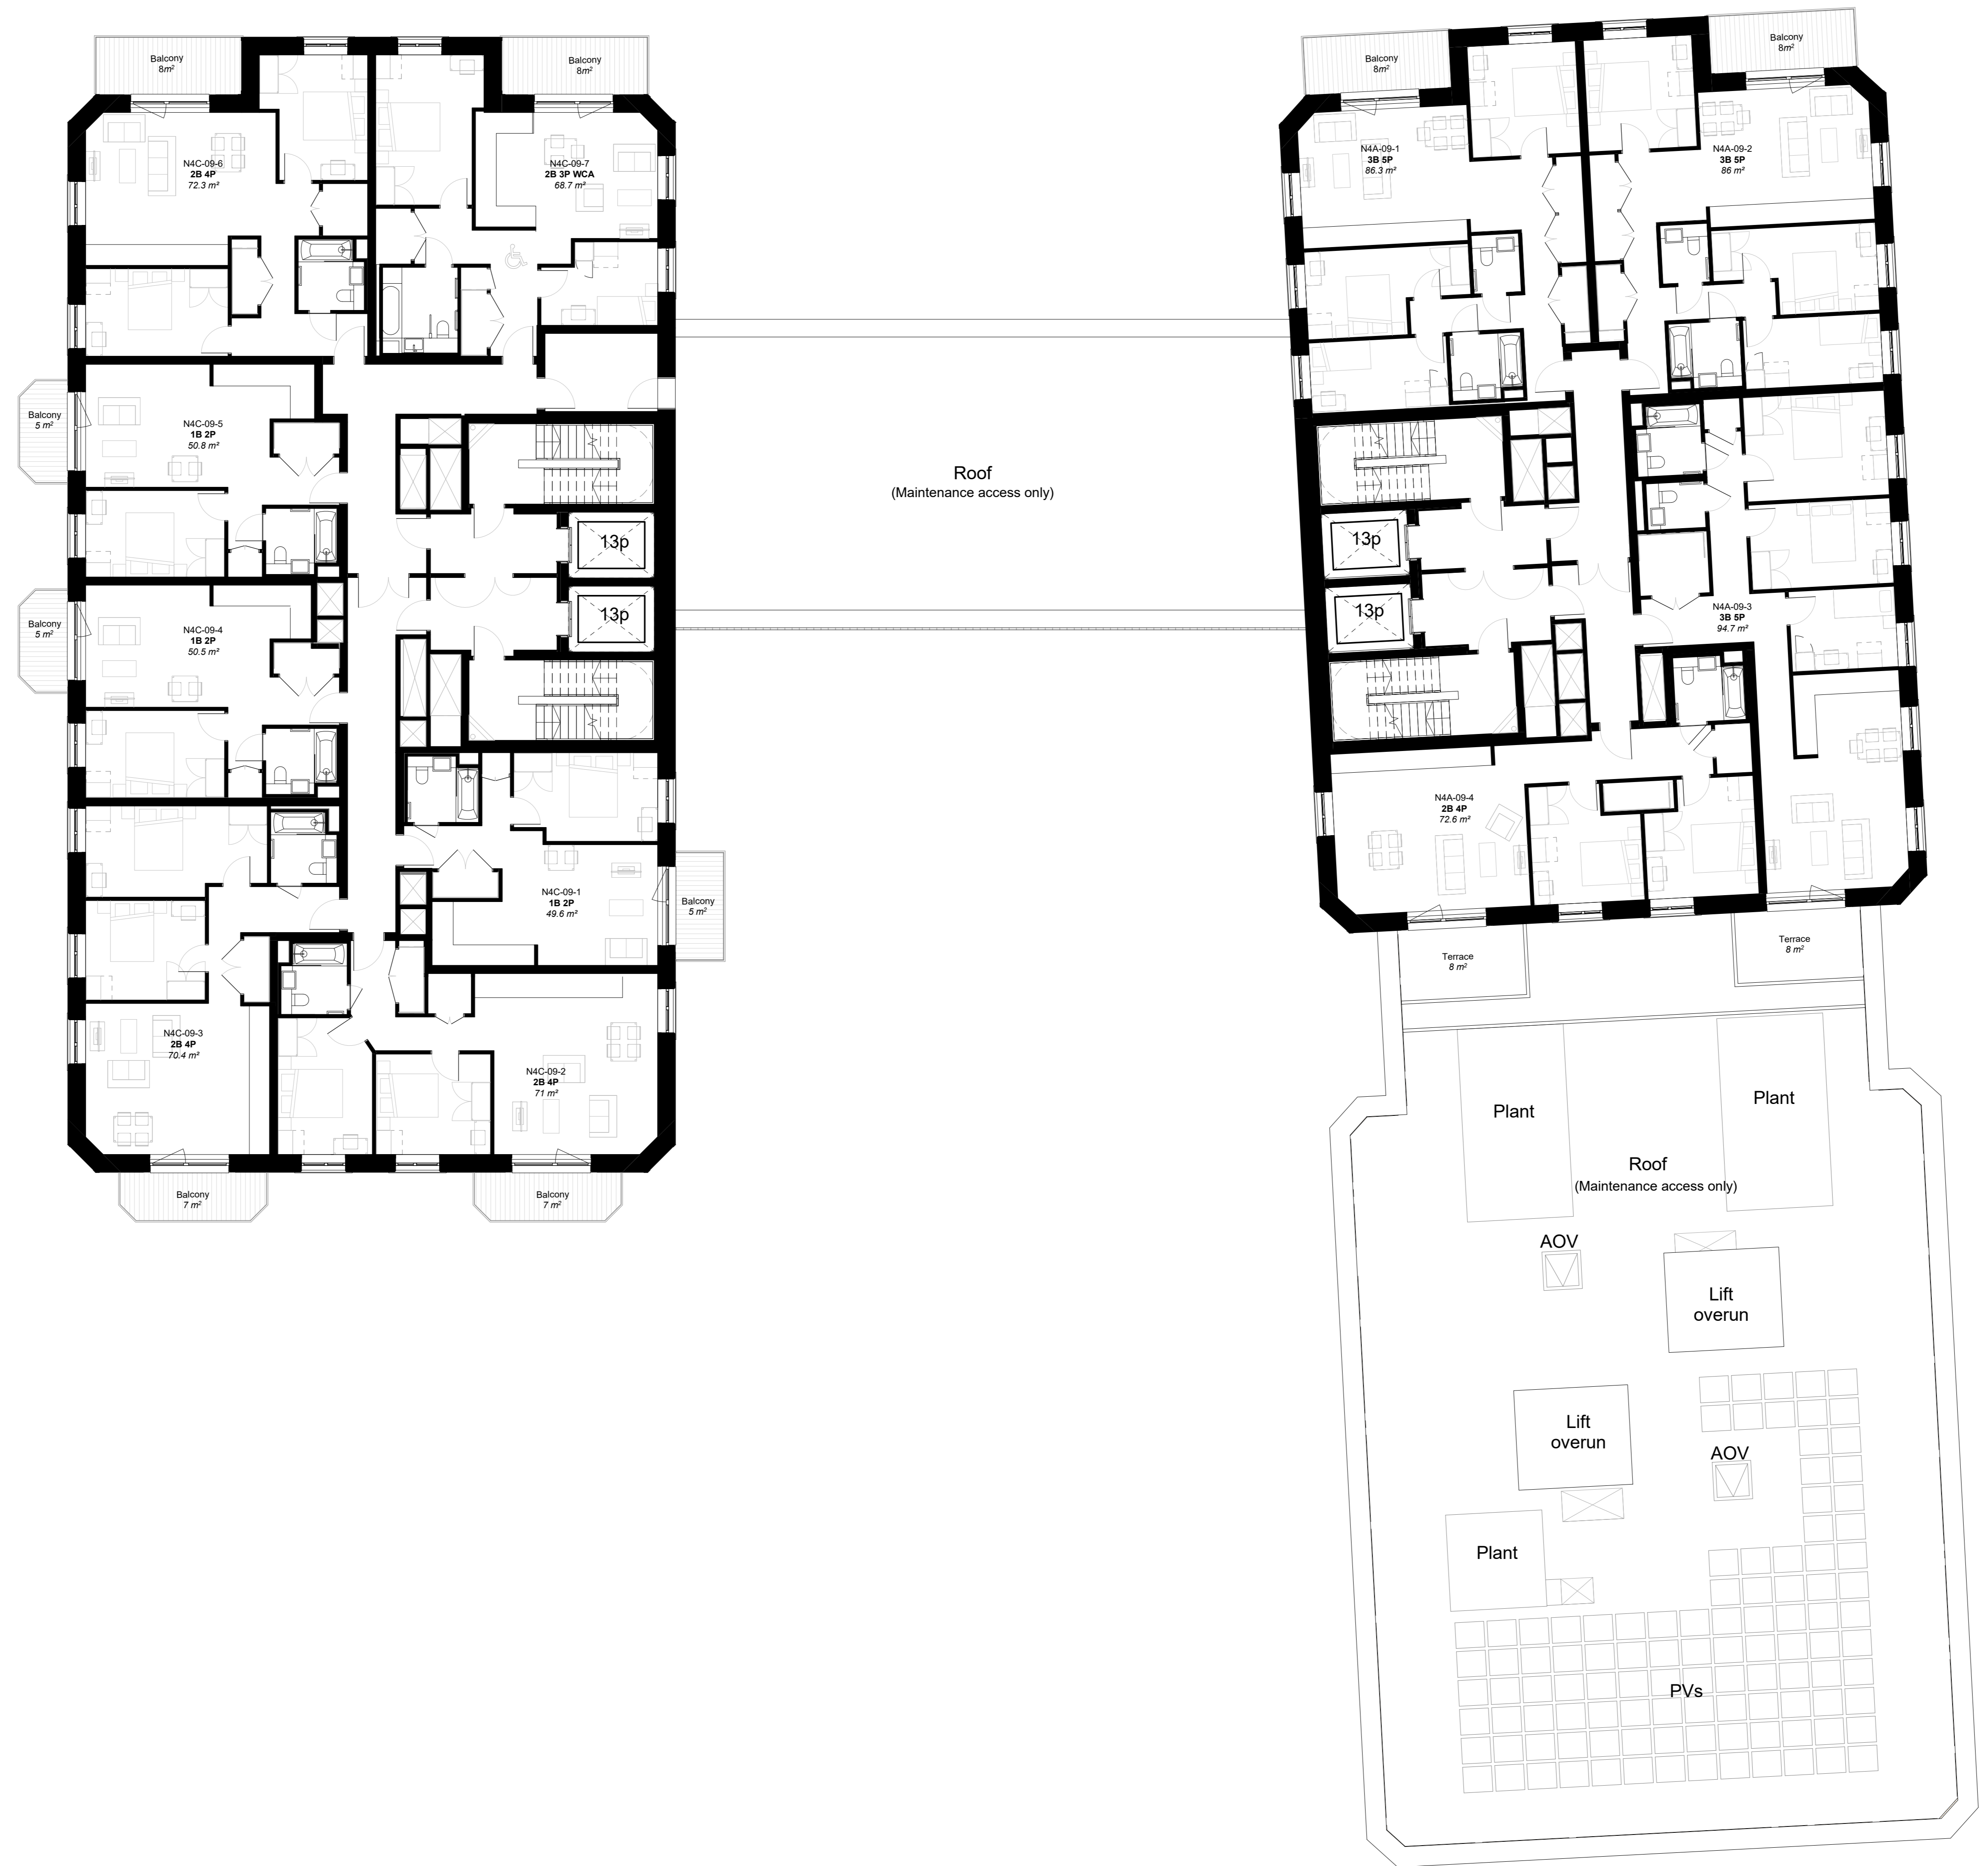 Balcony
8m²
Balcony
8m²
N4C-09-6
2B 4P
72.3 m²
N4C-09-7
2B 3P WCA
68.7 m²
Balcony
5 m²
N4C-09-5
1B 2P
50.8 m²
13p
13p
Balcony
5 m²
N4C-09-4
1B 2P
50.5 m²
N4C-09-1
1B 2P
49.6 m²
Balcony
5 m²
N4C-09-3
2B 4P
70.4 m²
N4C-09-2
2B 4P
71 m²
Balcony
7 m²
Balcony
7 m²
Roof
(Maintenance access only)
Balcony
8m²
Balcony
8m²
N4A-09-1
3B 5P
86.3 m²
N4A-09-2
3B 5P
86 m²
13p
13p
N4A-09-3
3B 5P
94.7 m²
N4A-09-4
2B 4P
72.6 m²
Terrace
8 m²
Terrace
8 m²
Plant
Plant
Roof
(Maintenance access only)
AOV
Lift
overun
Lift
overun
AOV
Plant
PVs